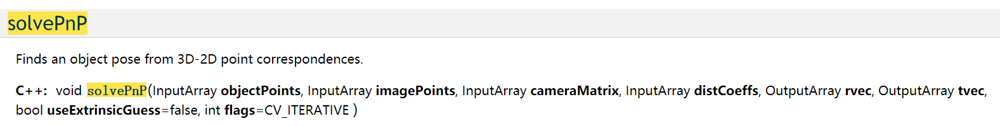 solvePnP
Finds an object pose from 3D-2D point correspondences.
C++: void solvePnP(InputArray objectPoints, InputArray imagePoints, InputArray cameraMatrix, InputArray distCoeffs, OutputArray rvec, OutputArray tvec,
bool useExtrinsicGuess=false, int flags=CV_ITERATIVE )